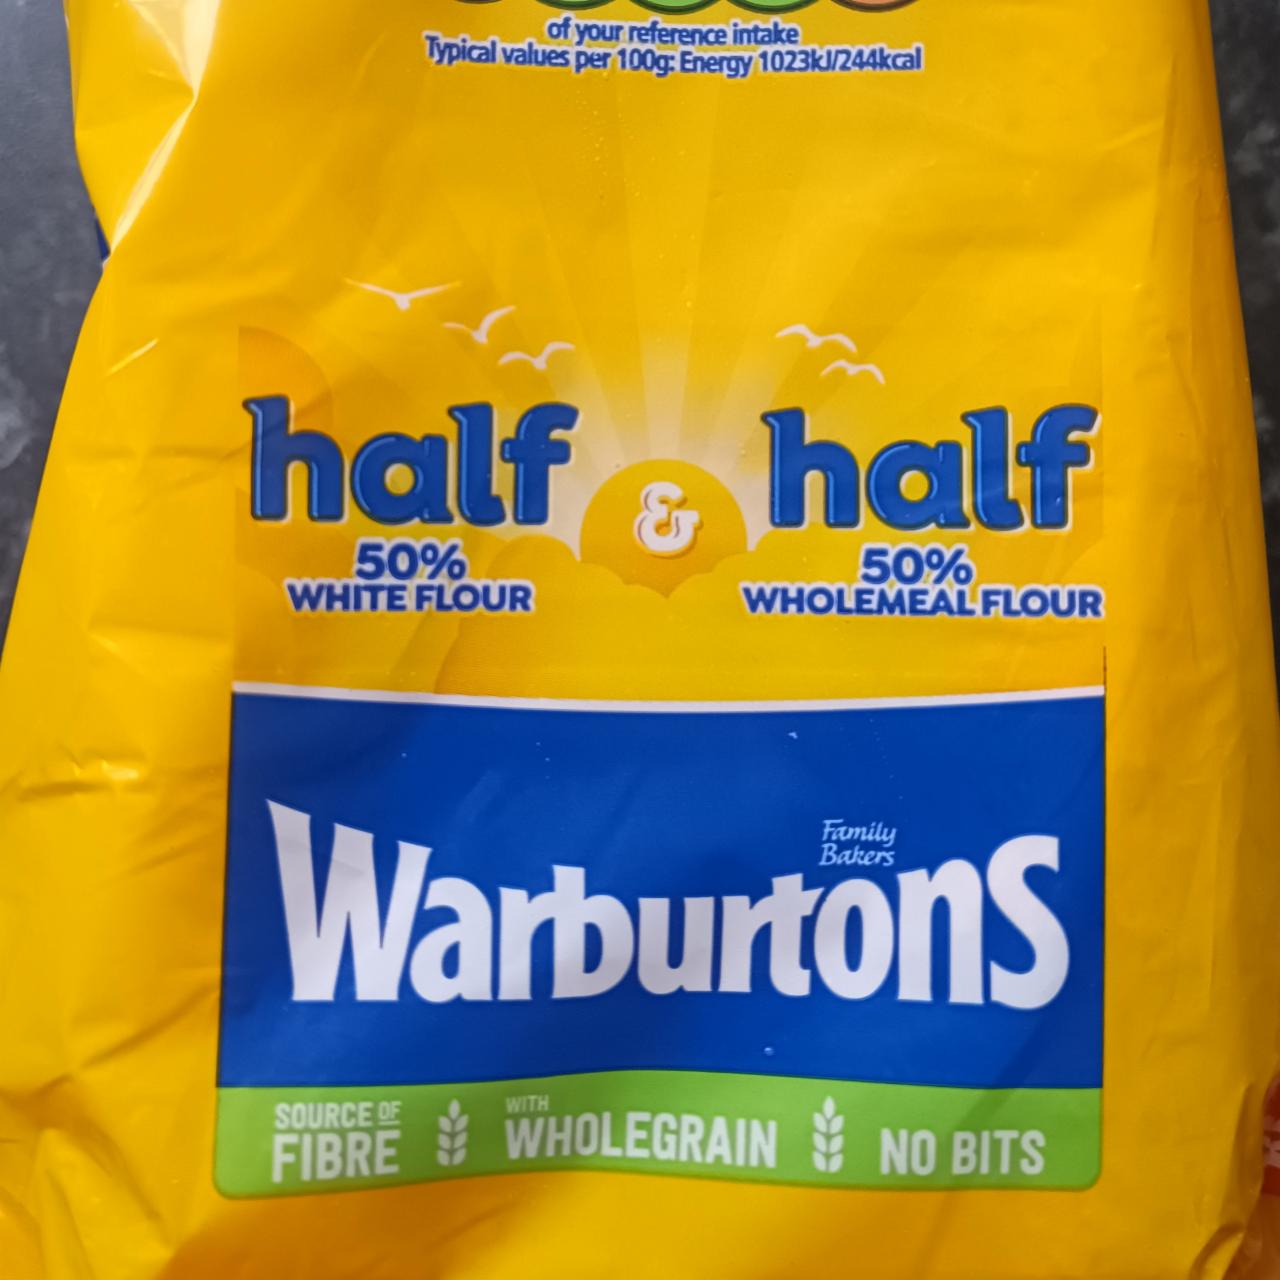 of your reference intake
Typical values per 100g: Energy 1023kJ/244kcal
half & half
50% WHITE FLOUR
50% WHOLEMEAL FLOUR
Family Bakers
Warburtons
SOURCE OF FIBRE
WITH WHOLEGRAIN
NO BITS